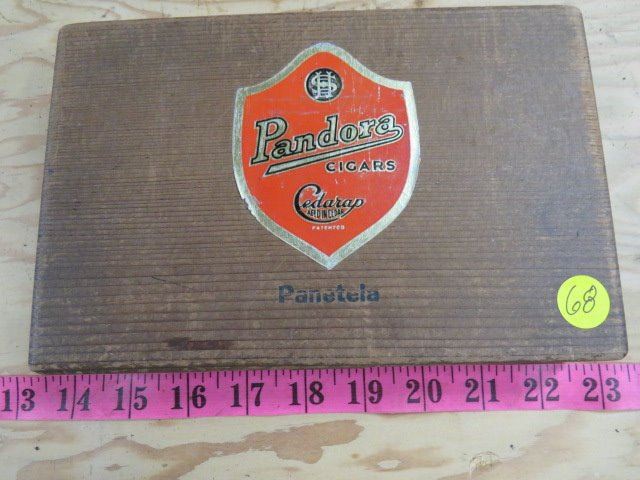 Pandora
CIGARS
Cedarap
PATENTED
Panetela
68
13 14 15 16 17 18 19 20 21 22 23